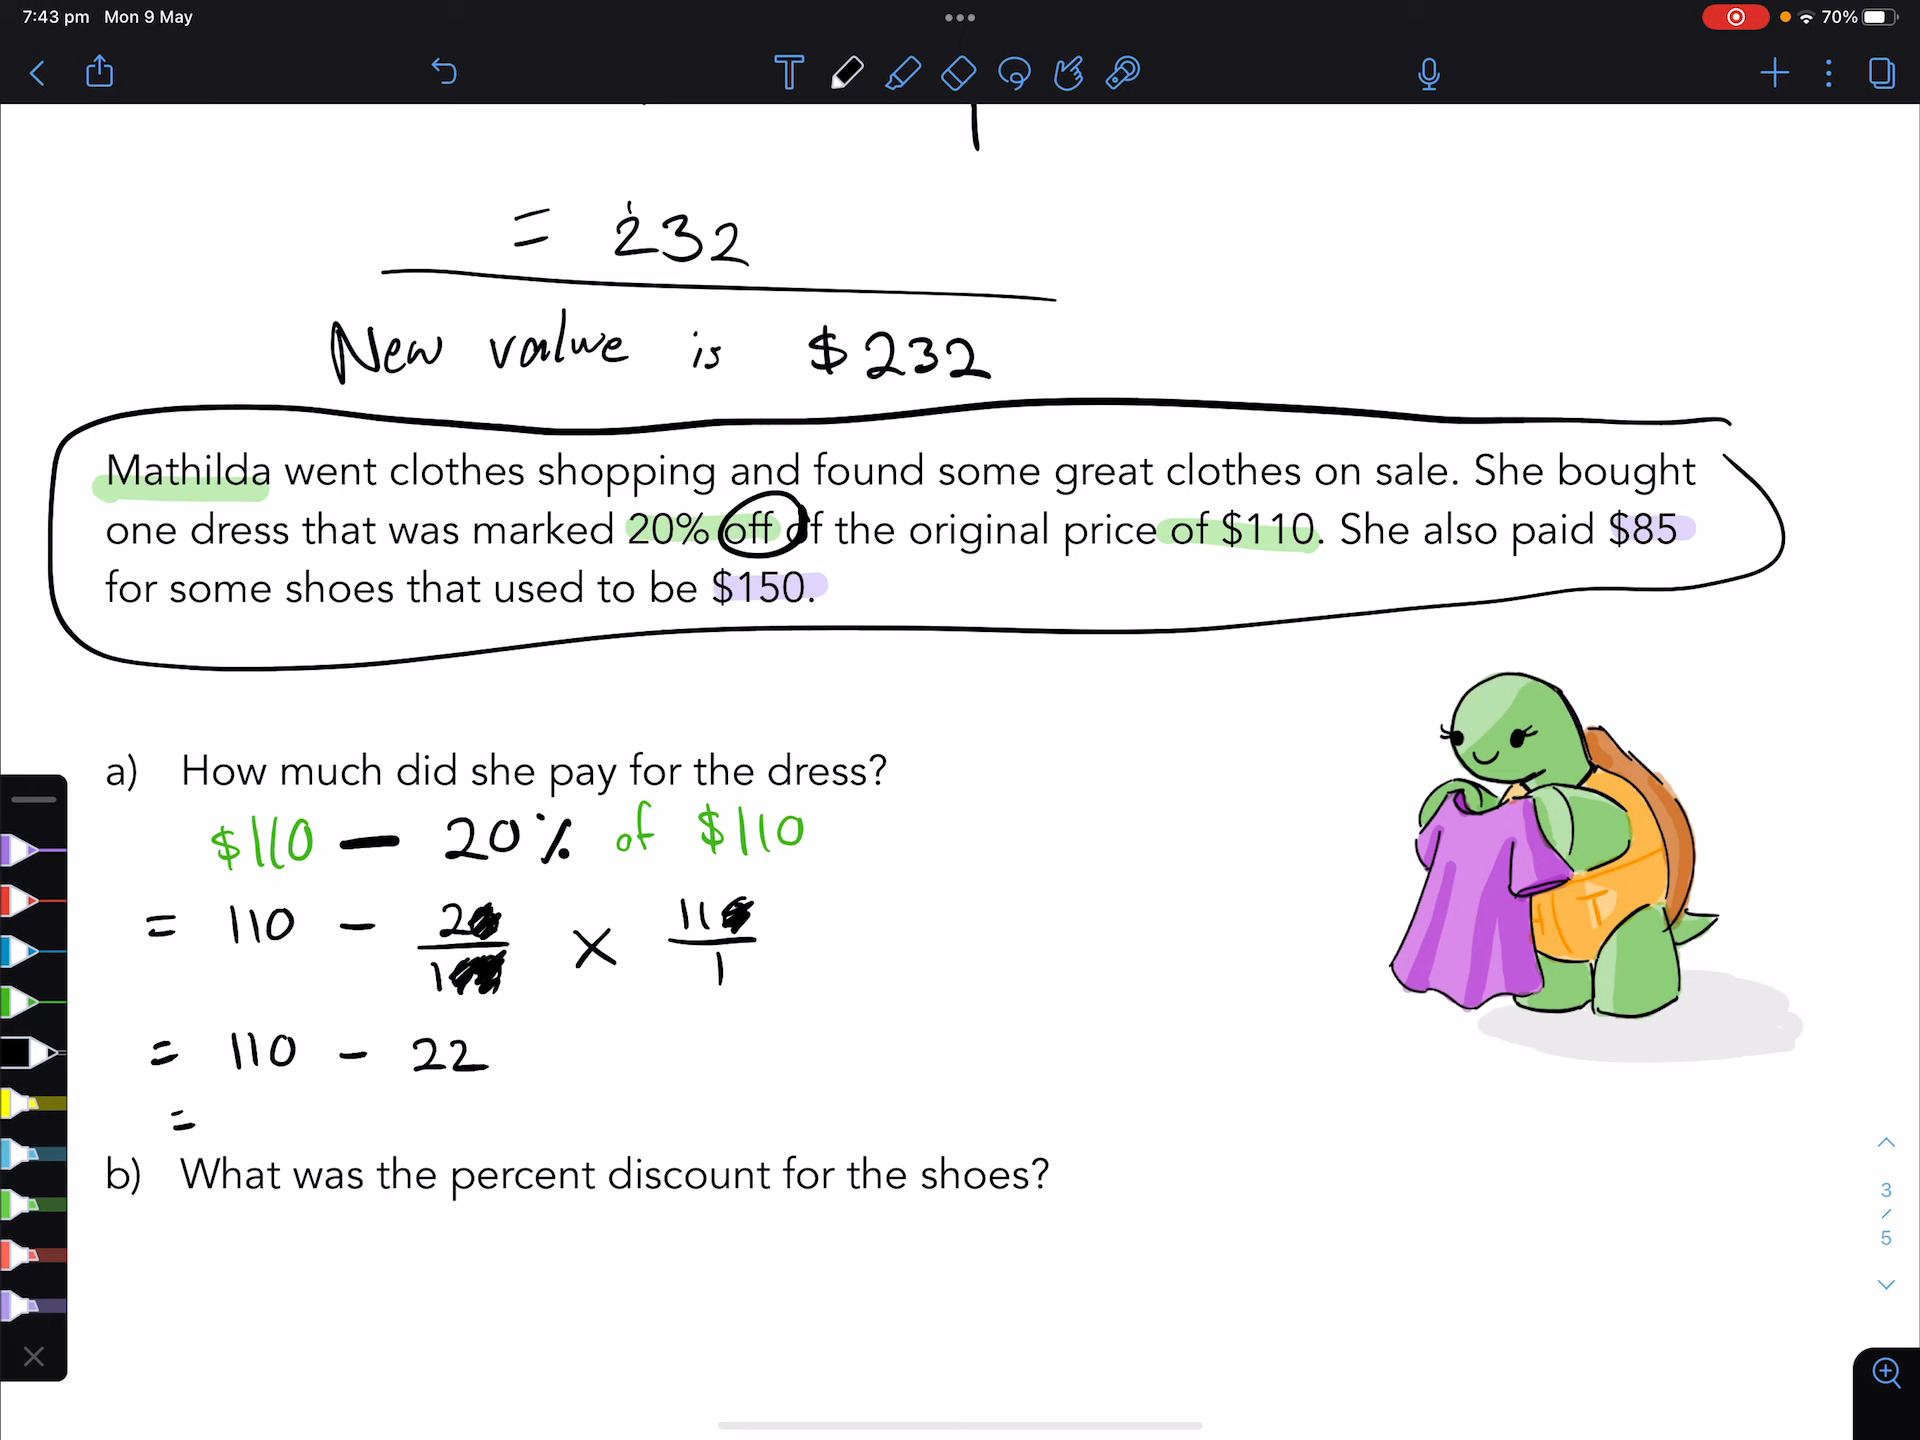 7:43 pm Mon 9 May
70%
= 232
New value is $232
Mathilda went clothes shopping and found some great clothes on sale. She bought
one dress that was marked 20% off of the original price of $110. She also paid $85
for some shoes that used to be $150.
a) How much did she pay for the dress?
$110 — 20% of $110
= 110 - 20/100 × 110/1
= 110 - 22
=
b) What was the percent discount for the shoes?
3
/
5